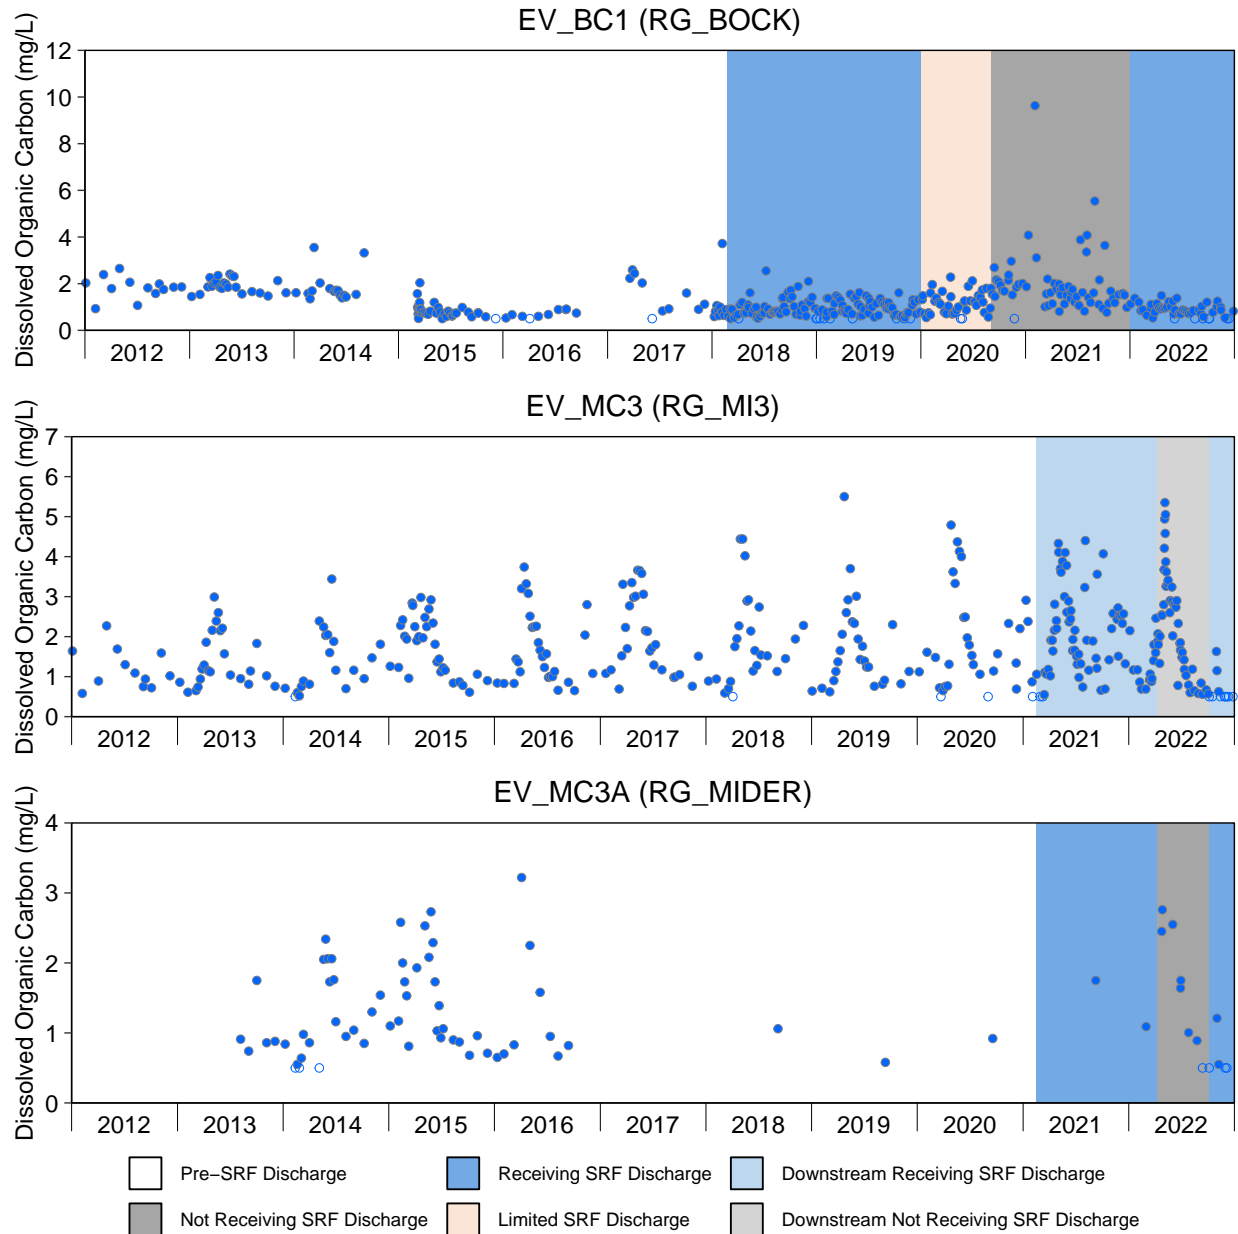 EV_BC1 (RG_BOCK)
Dissolved Organic Carbon (mg/L)
12
10
8
6
4
2
0
2012 2013 2014 2015 2016 2017 2018 2019 2020 2021 2022
EV_MC3 (RG_MI3)
Dissolved Organic Carbon (mg/L)
7
6
5
4
3
2
1
0
2012 2013 2014 2015 2016 2017 2018 2019 2020 2021 2022
EV_MC3A (RG_MIDER)
Dissolved Organic Carbon (mg/L)
4
3
2
1
0
2012 2013 2014 2015 2016 2017 2018 2019 2020 2021 2022
Pre−SRF Discharge Receiving SRF Discharge Downstream Receiving SRF Discharge
Not Receiving SRF Discharge Limited SRF Discharge Downstream Not Receiving SRF Discharge